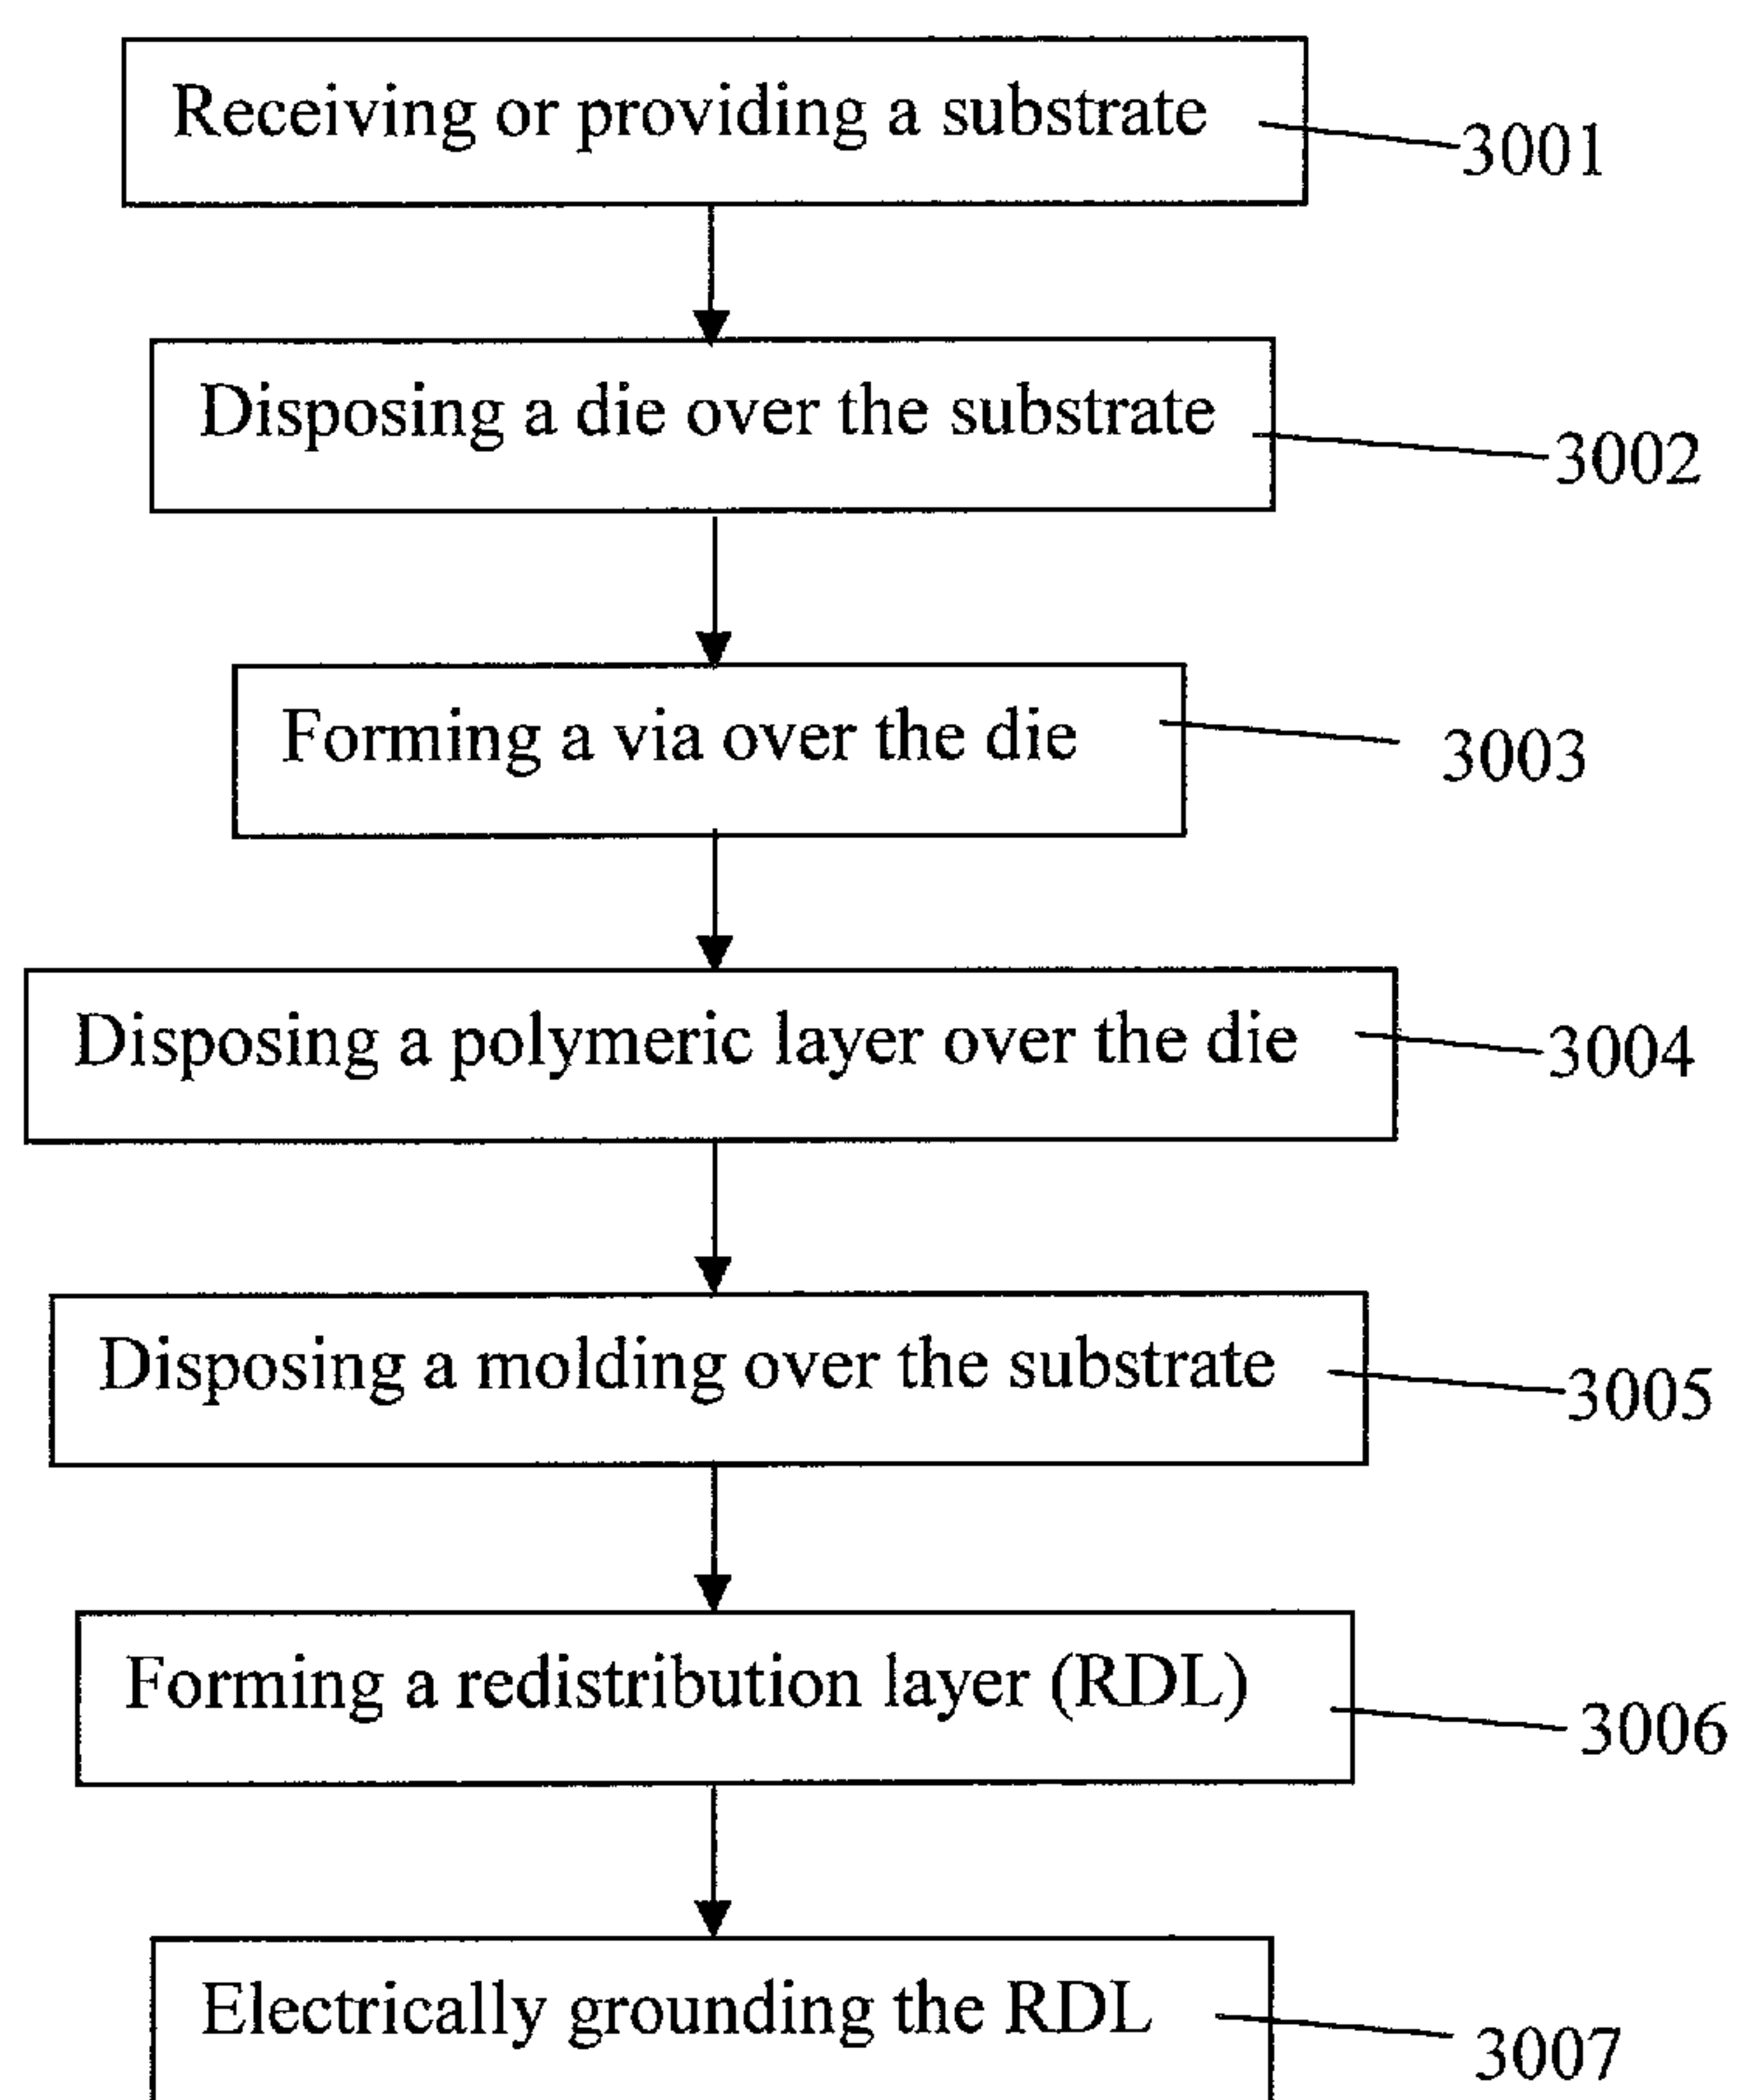 Receiving or providing a substrate
3001
Disposing a die over the substrate
3002
Forming a via over the die
3003
Disposing a polymeric layer over the die
3004
Disposing a molding over the substrate
3005
Forming a redistribution layer (RDL)
3006
Electrically grounding the RDL
3007